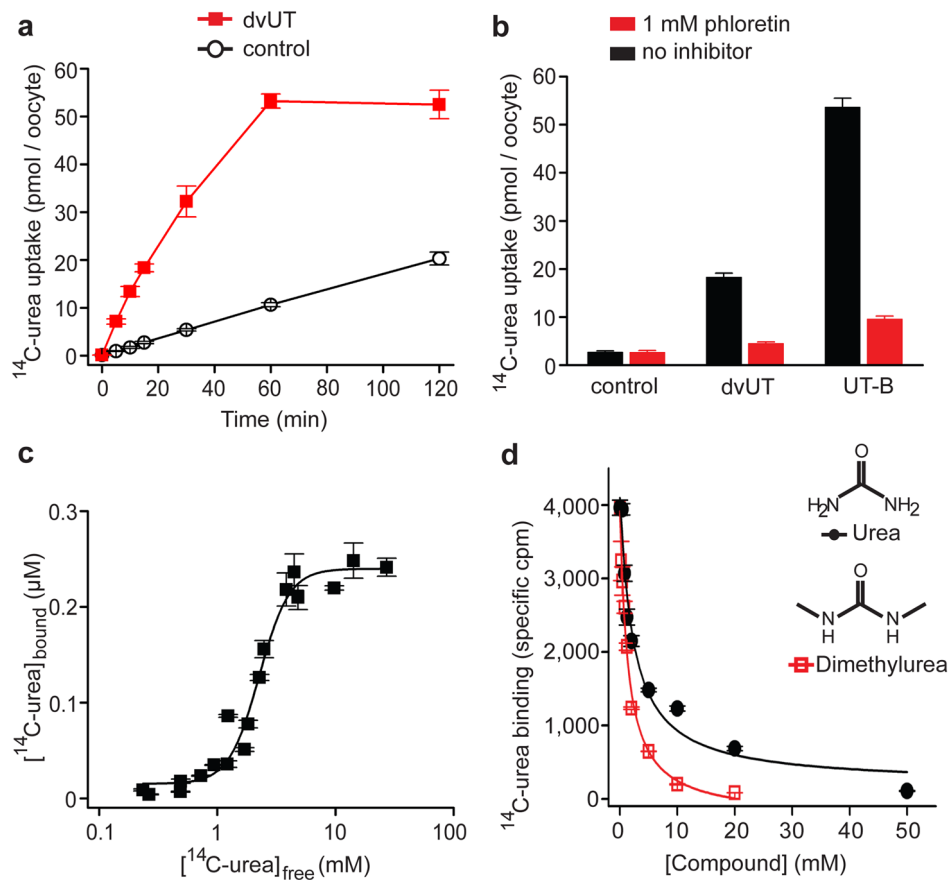 a
dvUT
control
¹⁴C-urea uptake (pmol / oocyte)
60
50
40
30
20
10
0
0 20 40 60 80 100 120
Time (min)
b
1 mM phloretin
no inhibitor
¹⁴C-urea uptake (pmol / oocyte)
60
50
40
30
20
10
0
control dvUT UT-B
c
[¹⁴C-urea]bound (µM)
0.3
0.2
0.1
0
0.1 1 10 100
[¹⁴C-urea]free (mM)
d
¹⁴C-urea binding (specific cpm)
4,000
3,000
2,000
1,000
0
0 10 20 30 40 50
[Compound] (mM)
O
H₂N NH₂
Urea
O
N N
H H
Dimethylurea